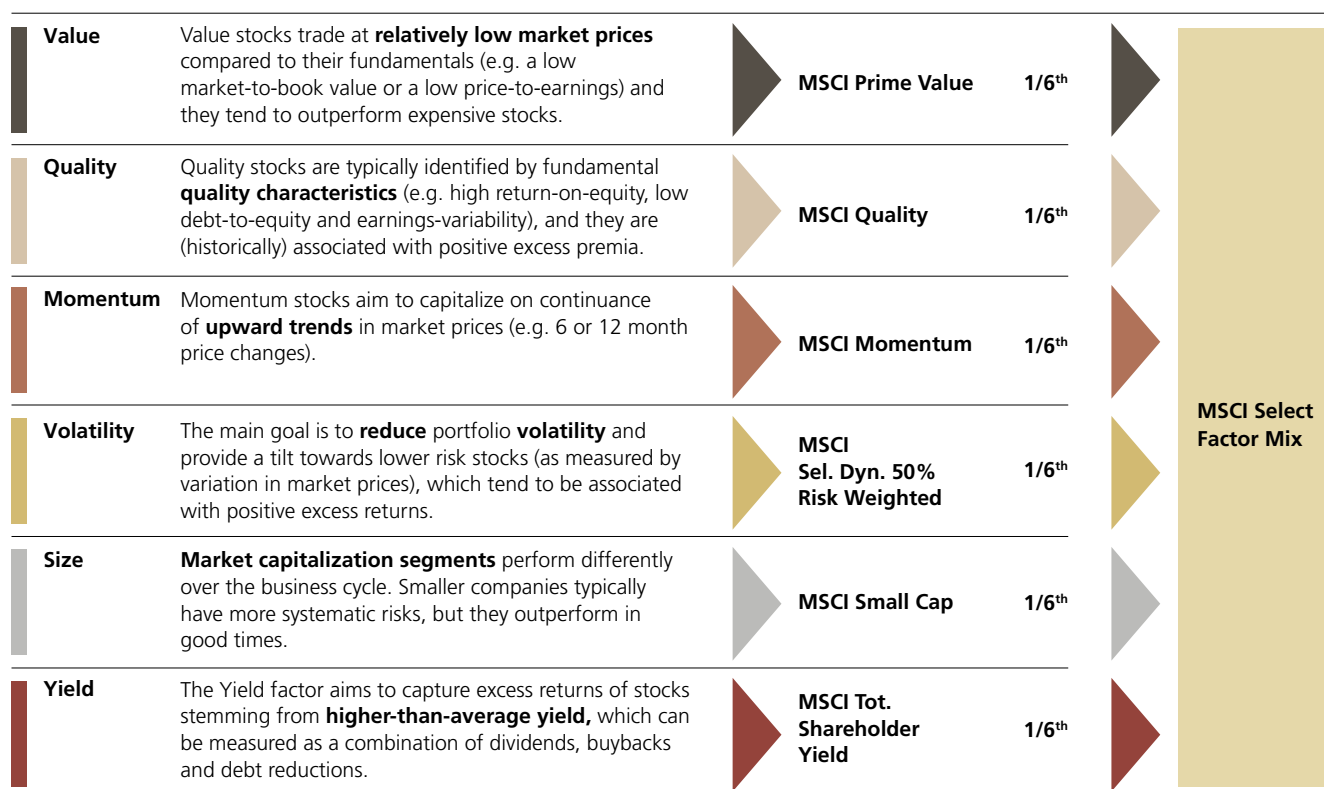 Value
Value stocks trade at relatively low market prices
compared to their fundamentals (e.g. a low
market-to-book value or a low price-to-earnings) and
they tend to outperform expensive stocks.
MSCI Prime Value
1/6th
Quality
Quality stocks are typically identified by fundamental
quality characteristics (e.g. high return-on-equity, low
debt-to-equity and earnings-variability), and they are
(historically) associated with positive excess premia.
MSCI Quality
1/6th
Momentum
Momentum stocks aim to capitalize on continuance
of upward trends in market prices (e.g. 6 or 12 month
price changes).
MSCI Momentum
1/6th
Volatility
The main goal is to reduce portfolio volatility and
provide a tilt towards lower risk stocks (as measured by
variation in market prices), which tend to be associated
with positive excess returns.
MSCI
Sel. Dyn. 50%
Risk Weighted
1/6th
Size
Market capitalization segments perform differently
over the business cycle. Smaller companies typically
have more systematic risks, but they outperform in
good times.
MSCI Small Cap
1/6th
Yield
The Yield factor aims to capture excess returns of stocks
stemming from higher-than-average yield, which can
be measured as a combination of dividends, buybacks
and debt reductions.
MSCI Tot.
Shareholder
Yield
1/6th
MSCI Select
Factor Mix